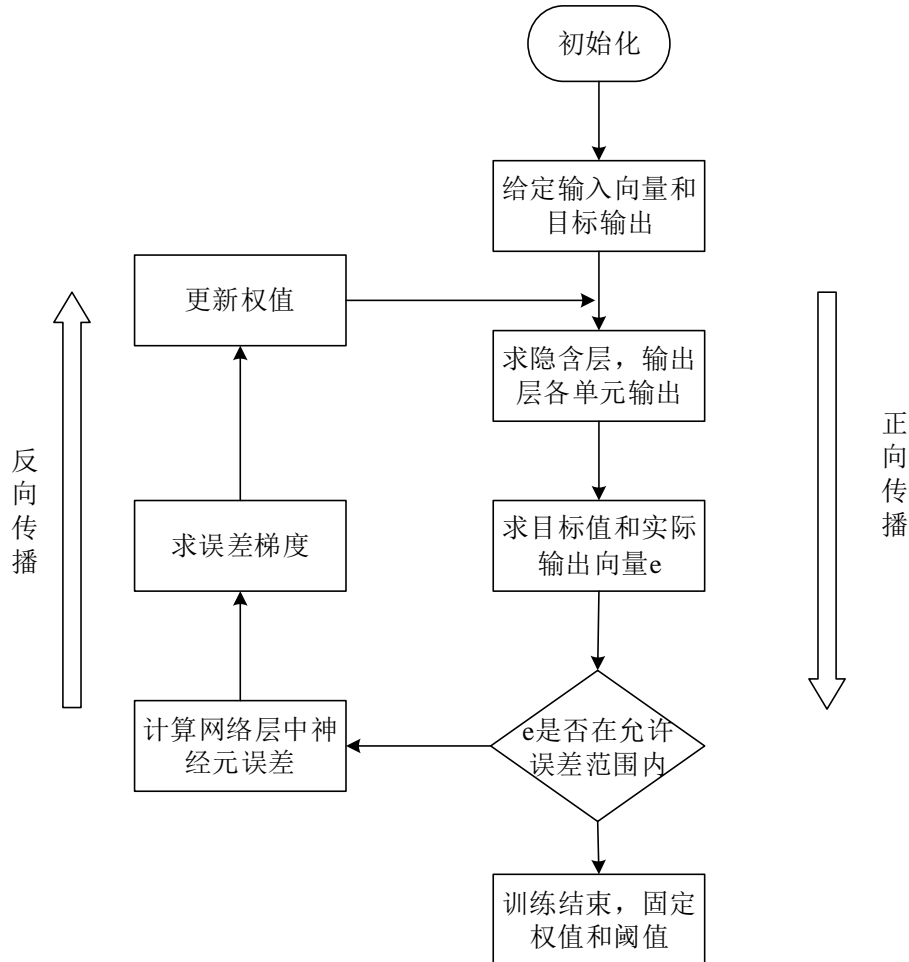 初始化
给定输入向量和
目标输出
更新权值
求隐含层，输出
层各单元输出
反
向
传
播
正
向
传
播
求误差梯度
求目标值和实际
输出向量e
计算网络层中神
经元误差
e是否在允许
误差范围内
训练结束，固定
权值和阈值